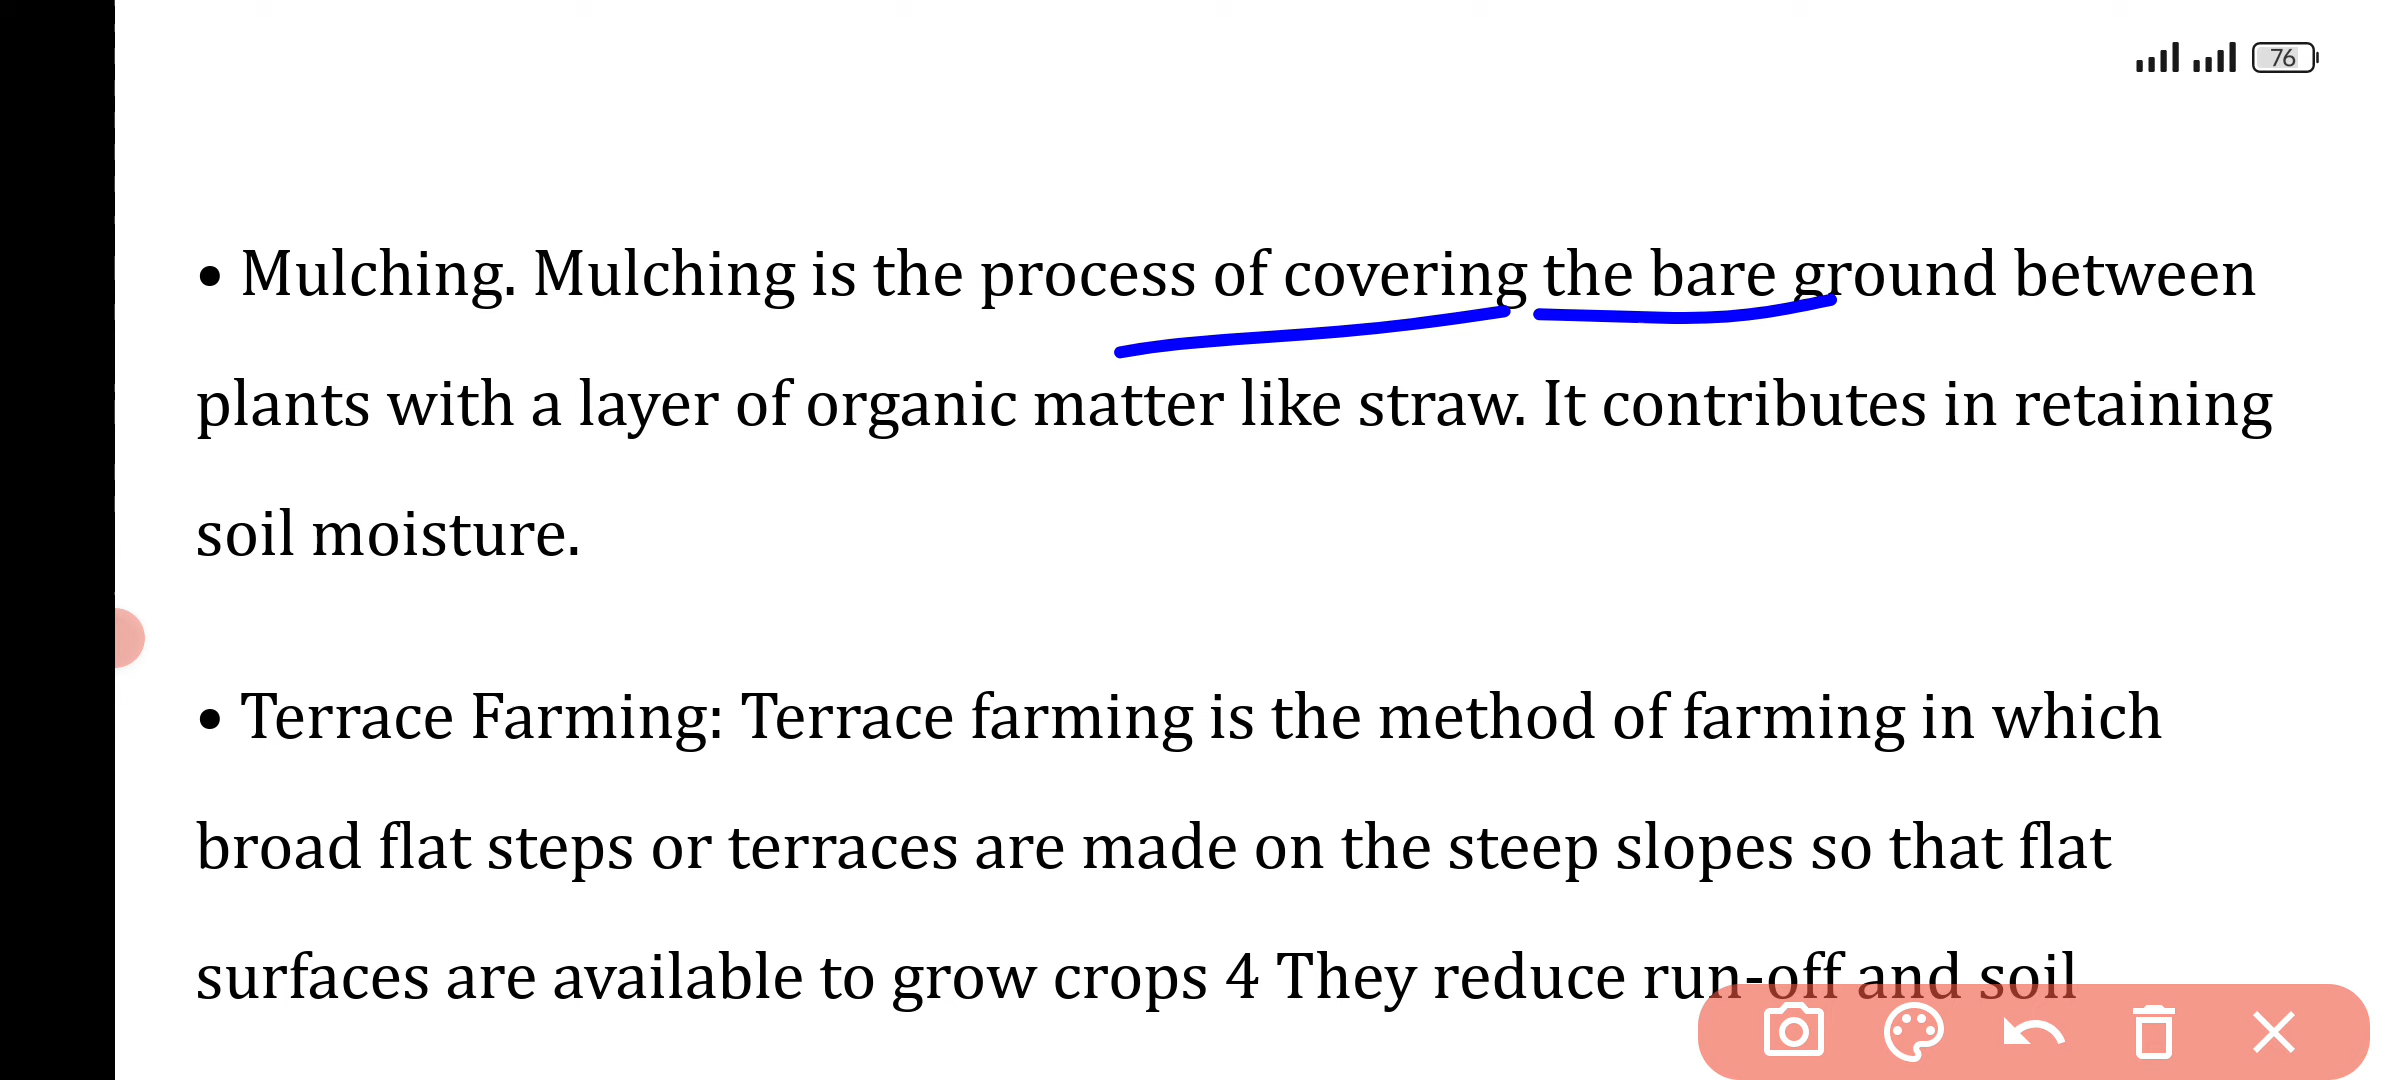 76
• Mulching. Mulching is the process of covering the bare ground between
plants with a layer of organic matter like straw. It contributes in retaining
soil moisture.
• Terrace Farming: Terrace farming is the method of farming in which
broad flat steps or terraces are made on the steep slopes so that flat
surfaces are available to grow crops 4 They reduce run-off and soil